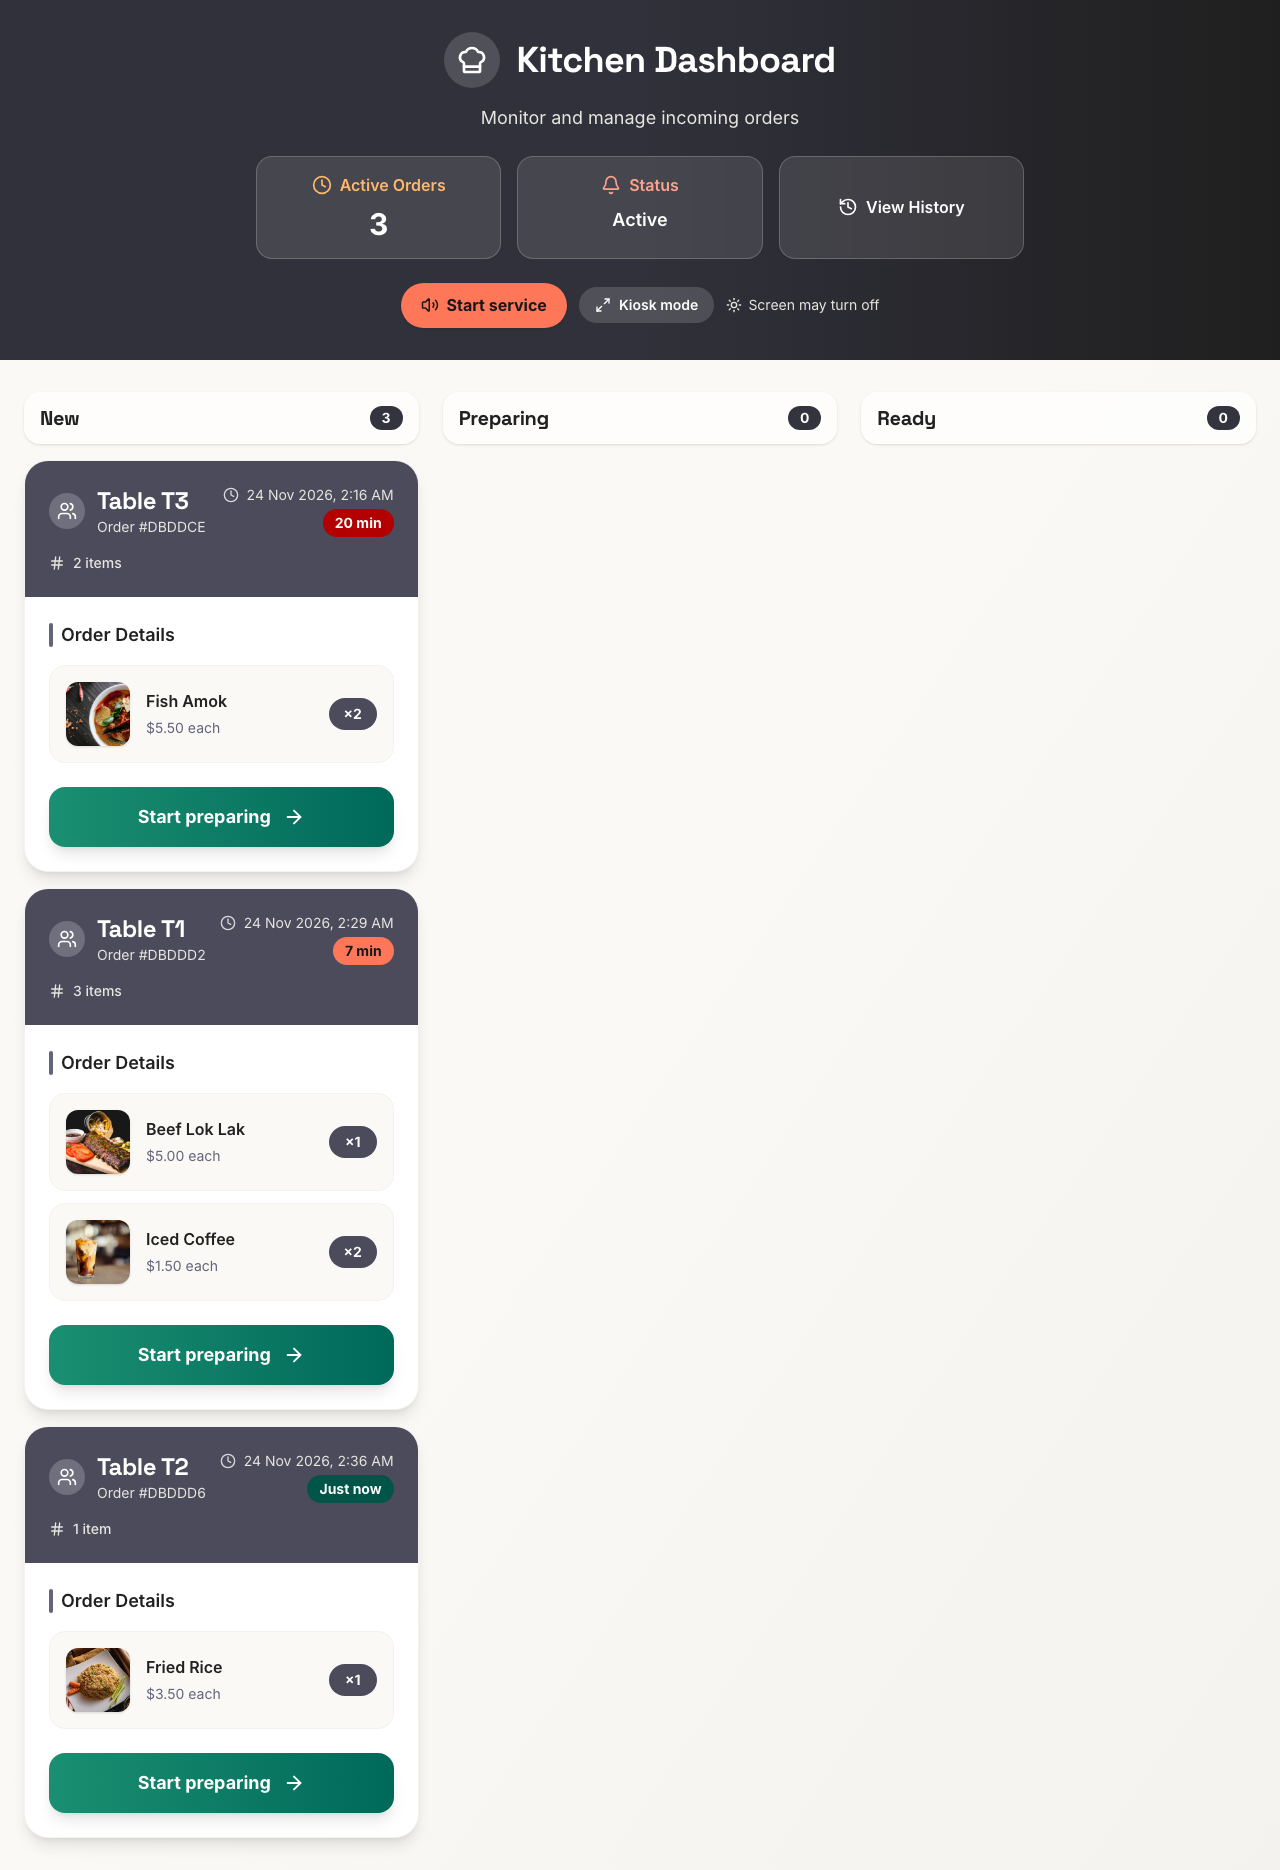 Kitchen Dashboard
Monitor and manage incoming orders
Active Orders
3
Status
Active
View History
Start service
Kiosk mode
Screen may turn off
New
3
Preparing
0
Ready
0
Table T3
24 Nov 2026, 2:16 AM
Order #DBDDCE
20 min
# 2 items
Order Details
Fish Amok
$5.50 each
×2
Start preparing
Table T1
24 Nov 2026, 2:29 AM
Order #DBDDD2
7 min
# 3 items
Order Details
Beef Lok Lak
$5.00 each
×1
Iced Coffee
$1.50 each
×2
Start preparing
Table T2
24 Nov 2026, 2:36 AM
Order #DBDDD6
Just now
# 1 item
Order Details
Fried Rice
$3.50 each
×1
Start preparing